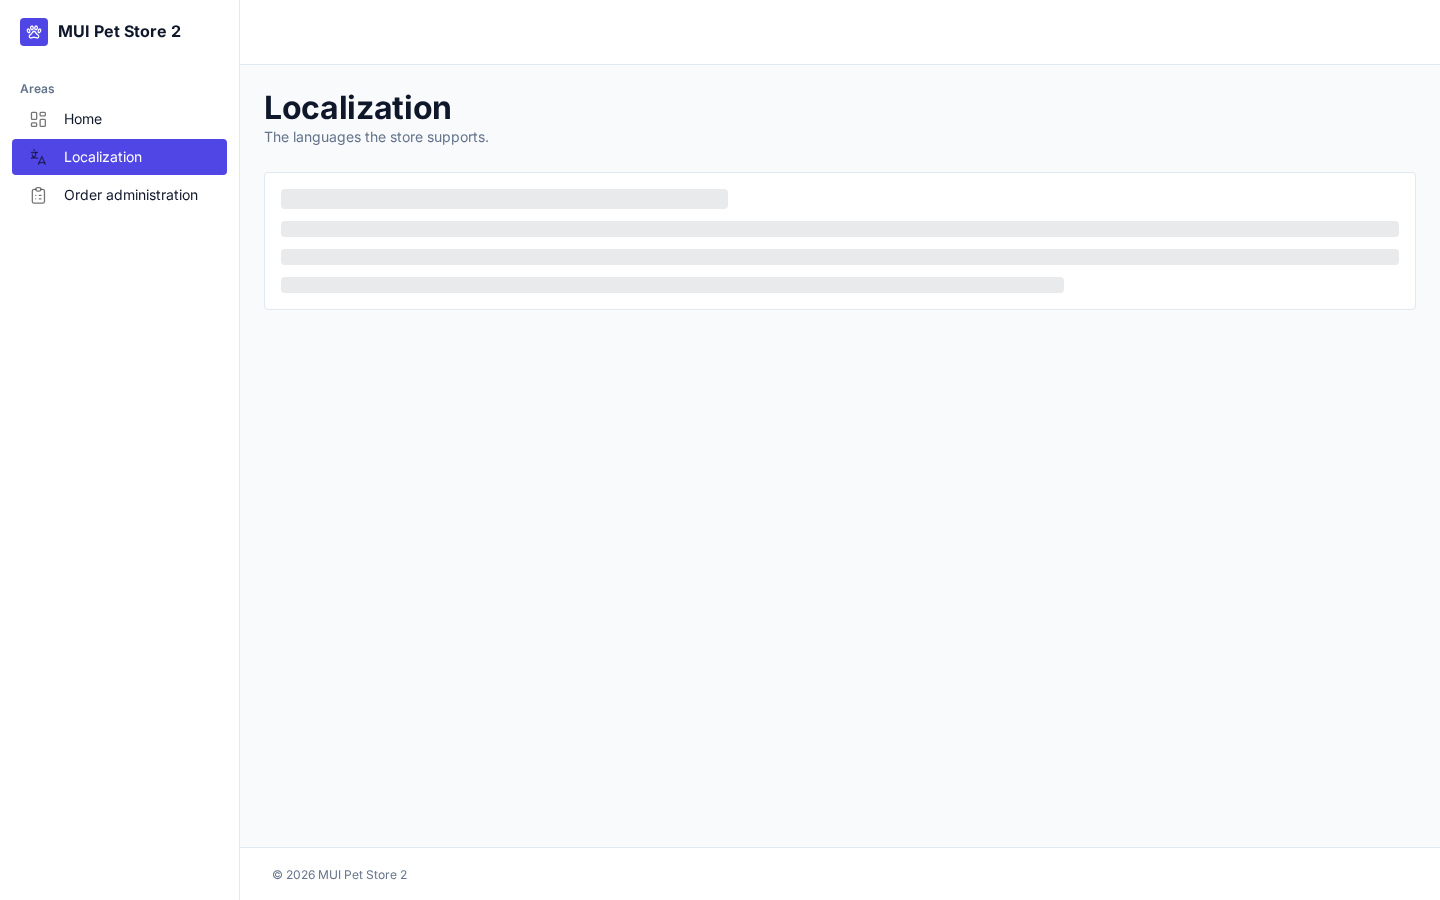 MUI Pet Store 2
Areas
Home
Localization
Order administration
Localization
The languages the store supports.
© 2026 MUI Pet Store 2